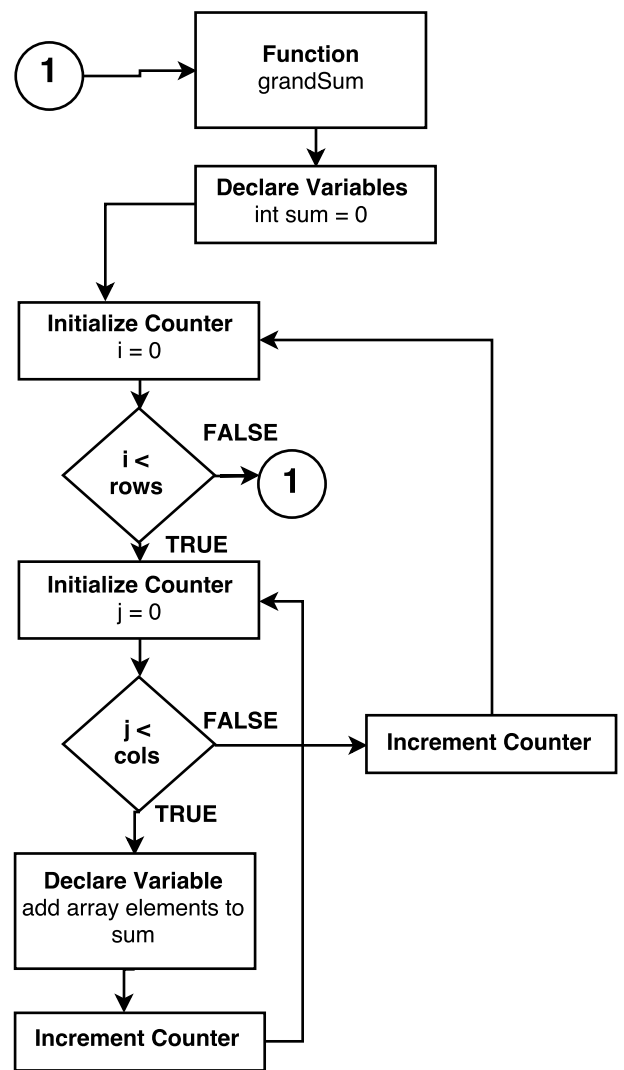 1
Function
grandSum
Declare Variables
int sum = 0
Initialize Counter
i = 0
i <
rows
FALSE
1
TRUE
Initialize Counter
j = 0
j <
cols
FALSE
Increment Counter
TRUE
Declare Variable
add array elements to
sum
Increment Counter